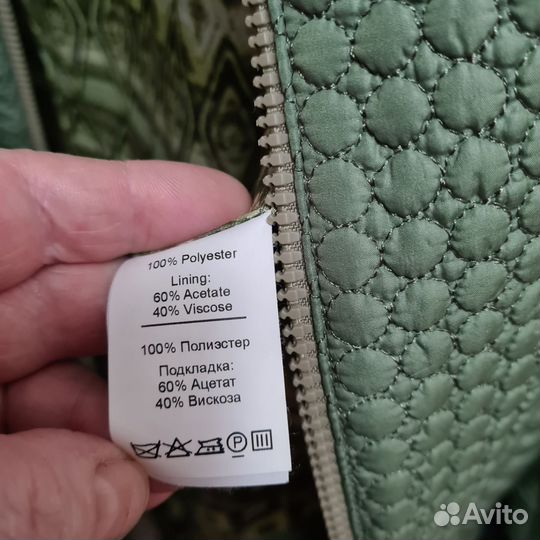 100% Polyester
Lining:
60% Acetate
40% Viscose
100% Полиэстер
Подкладка:
60% Ацетат
40% Вискоза
P
Avito